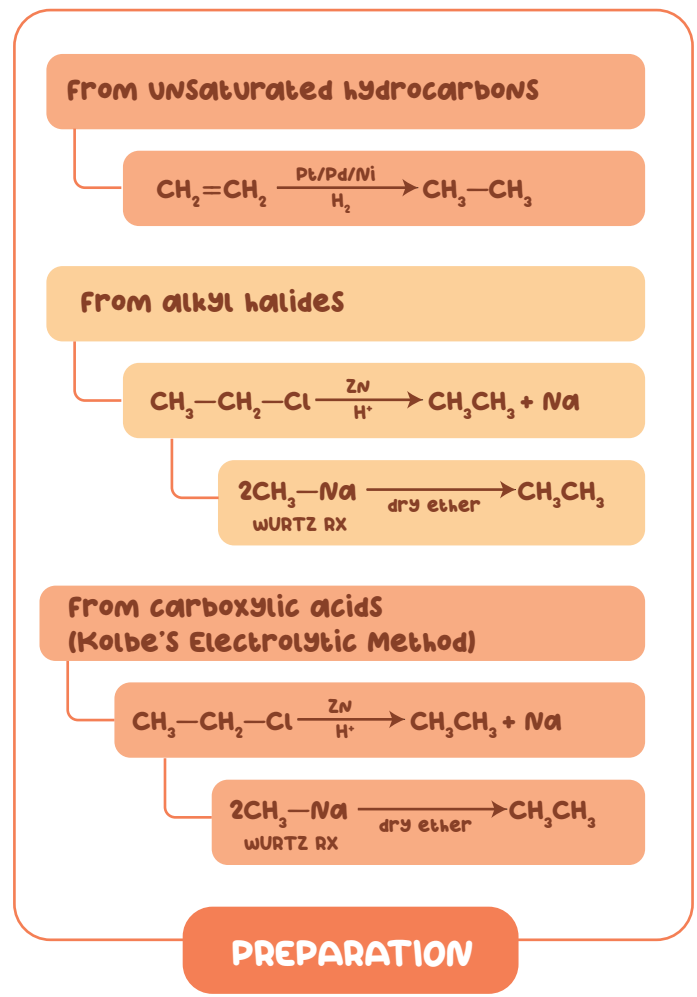 From unsaturated hydrocarbons
CH₂=CH₂ Pt/Pd/Ni H₂ CH₃—CH₃
From alkyl halides
CH₃—CH₂—Cl Zn H⁺ CH₃CH₃ + Na
2CH₃—Na dry ether CH₃CH₃
WURTZ RX
From carboxylic acids
(Kolbe's Electrolytic Method)
CH₃—CH₂—Cl Zn H⁺ CH₃CH₃ + Na
2CH₃—Na dry ether CH₃CH₃
WURTZ RX
PREPARATION